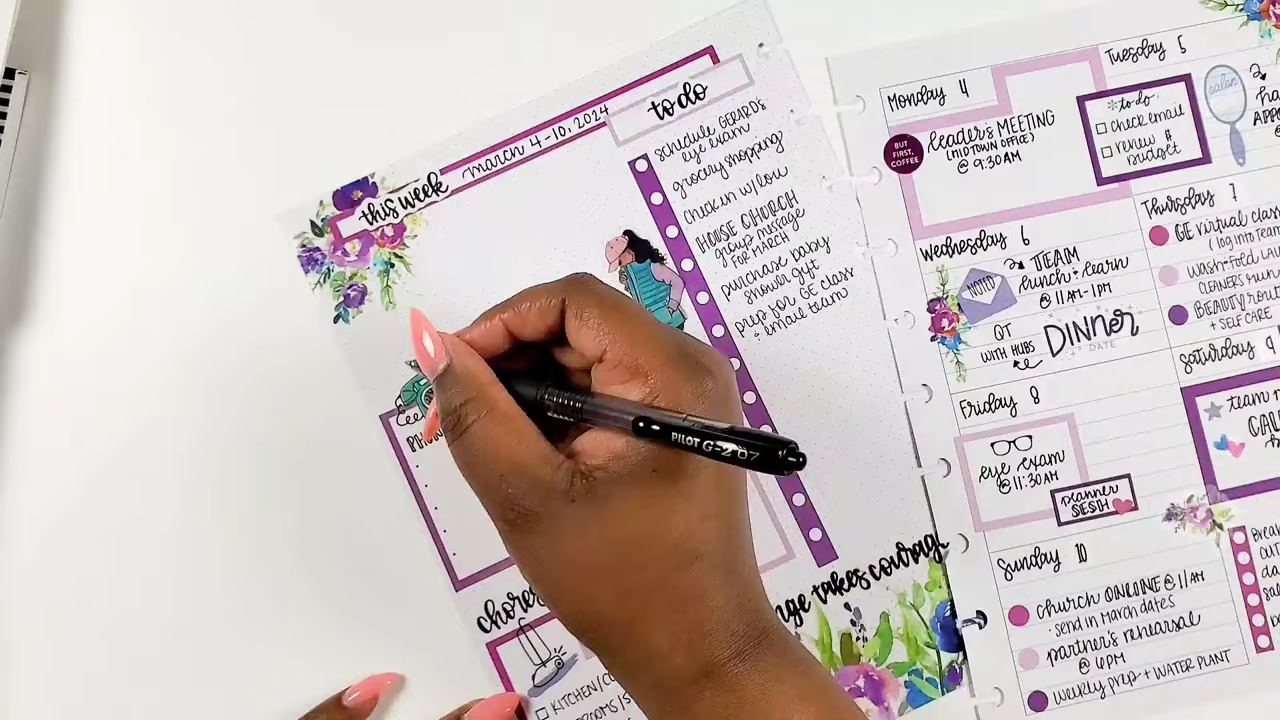 this week
march 4-10, 2024
to do
schedule GERALD's
eye exam
grocery shopping
check in w/ lou
HOUSE CHURCH
group message
FOR MARCH
purchase baby
shower gift
prep for GE class
: email team
chores
KITCHEN/
takes courage
PILOT G-2 07
Monday 4
BUT
FIRST,
COFFEE
leader's MEETING
(MIDTOWN OFFICE)
@ 9:30AM
Tuesday 5
*to do.
check email
renew &
budget
salon
Wednesday 6
NOTED
TEAM
lunch : learn
@ 11AM-1PM
QT
WITH HUBS
DINNER
DATE
Thursday 7
GE virtual class
(log into Team
wash + fold
CLEANERS
BEAUTY
+ SELF CARE
Friday 8
eye exam
@ 11:30AM
planner
SESH
Saturday 9
team
Sunday 10
church ONLINE @ 11AM
· send in March dates
partner's rehearsal
@ 6PM
weekly prep + WATER PLANT